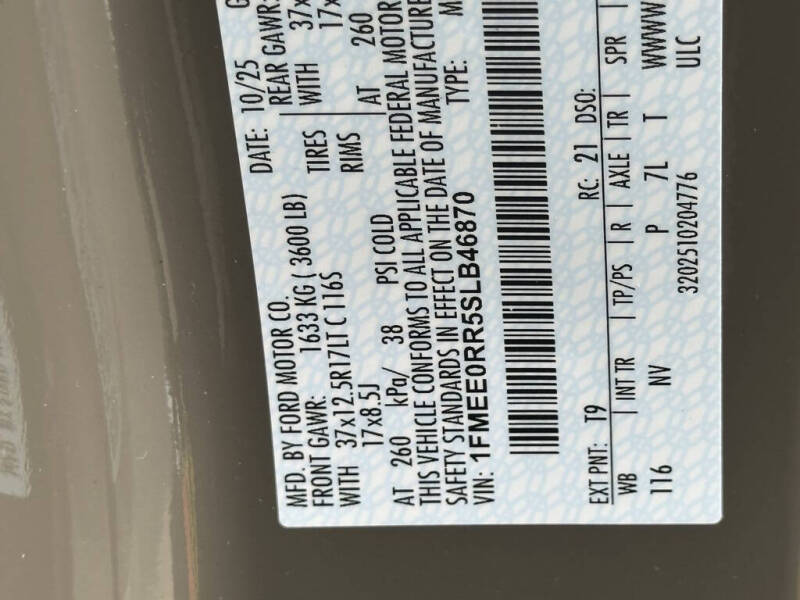 MFD. BY FORD MOTOR CO. DATE: 10/25 G
FRONT GAWR: 1633 KG ( 3600 LB) REAR GAWR:
WITH 37x12.5R17LT C 116S TIRES WITH 37x
17x8.5J RIMS 17x
AT 260 kPa/ 38 PSI COLD AT 260
THIS VEHICLE CONFORMS TO ALL APPLICABLE FEDERAL MOTOR
SAFETY STANDARDS IN EFFECT ON THE DATE OF MANUFACTURE
VIN: 1FMEE0RR5SLB46870 TYPE: M
EXT PNT: T9 RC: 21 DSO:
WB | INT TR | TP/PS | R | AXLE | TR | SPR |
116 NV P 7L T WWWW
3202510204776 ULC